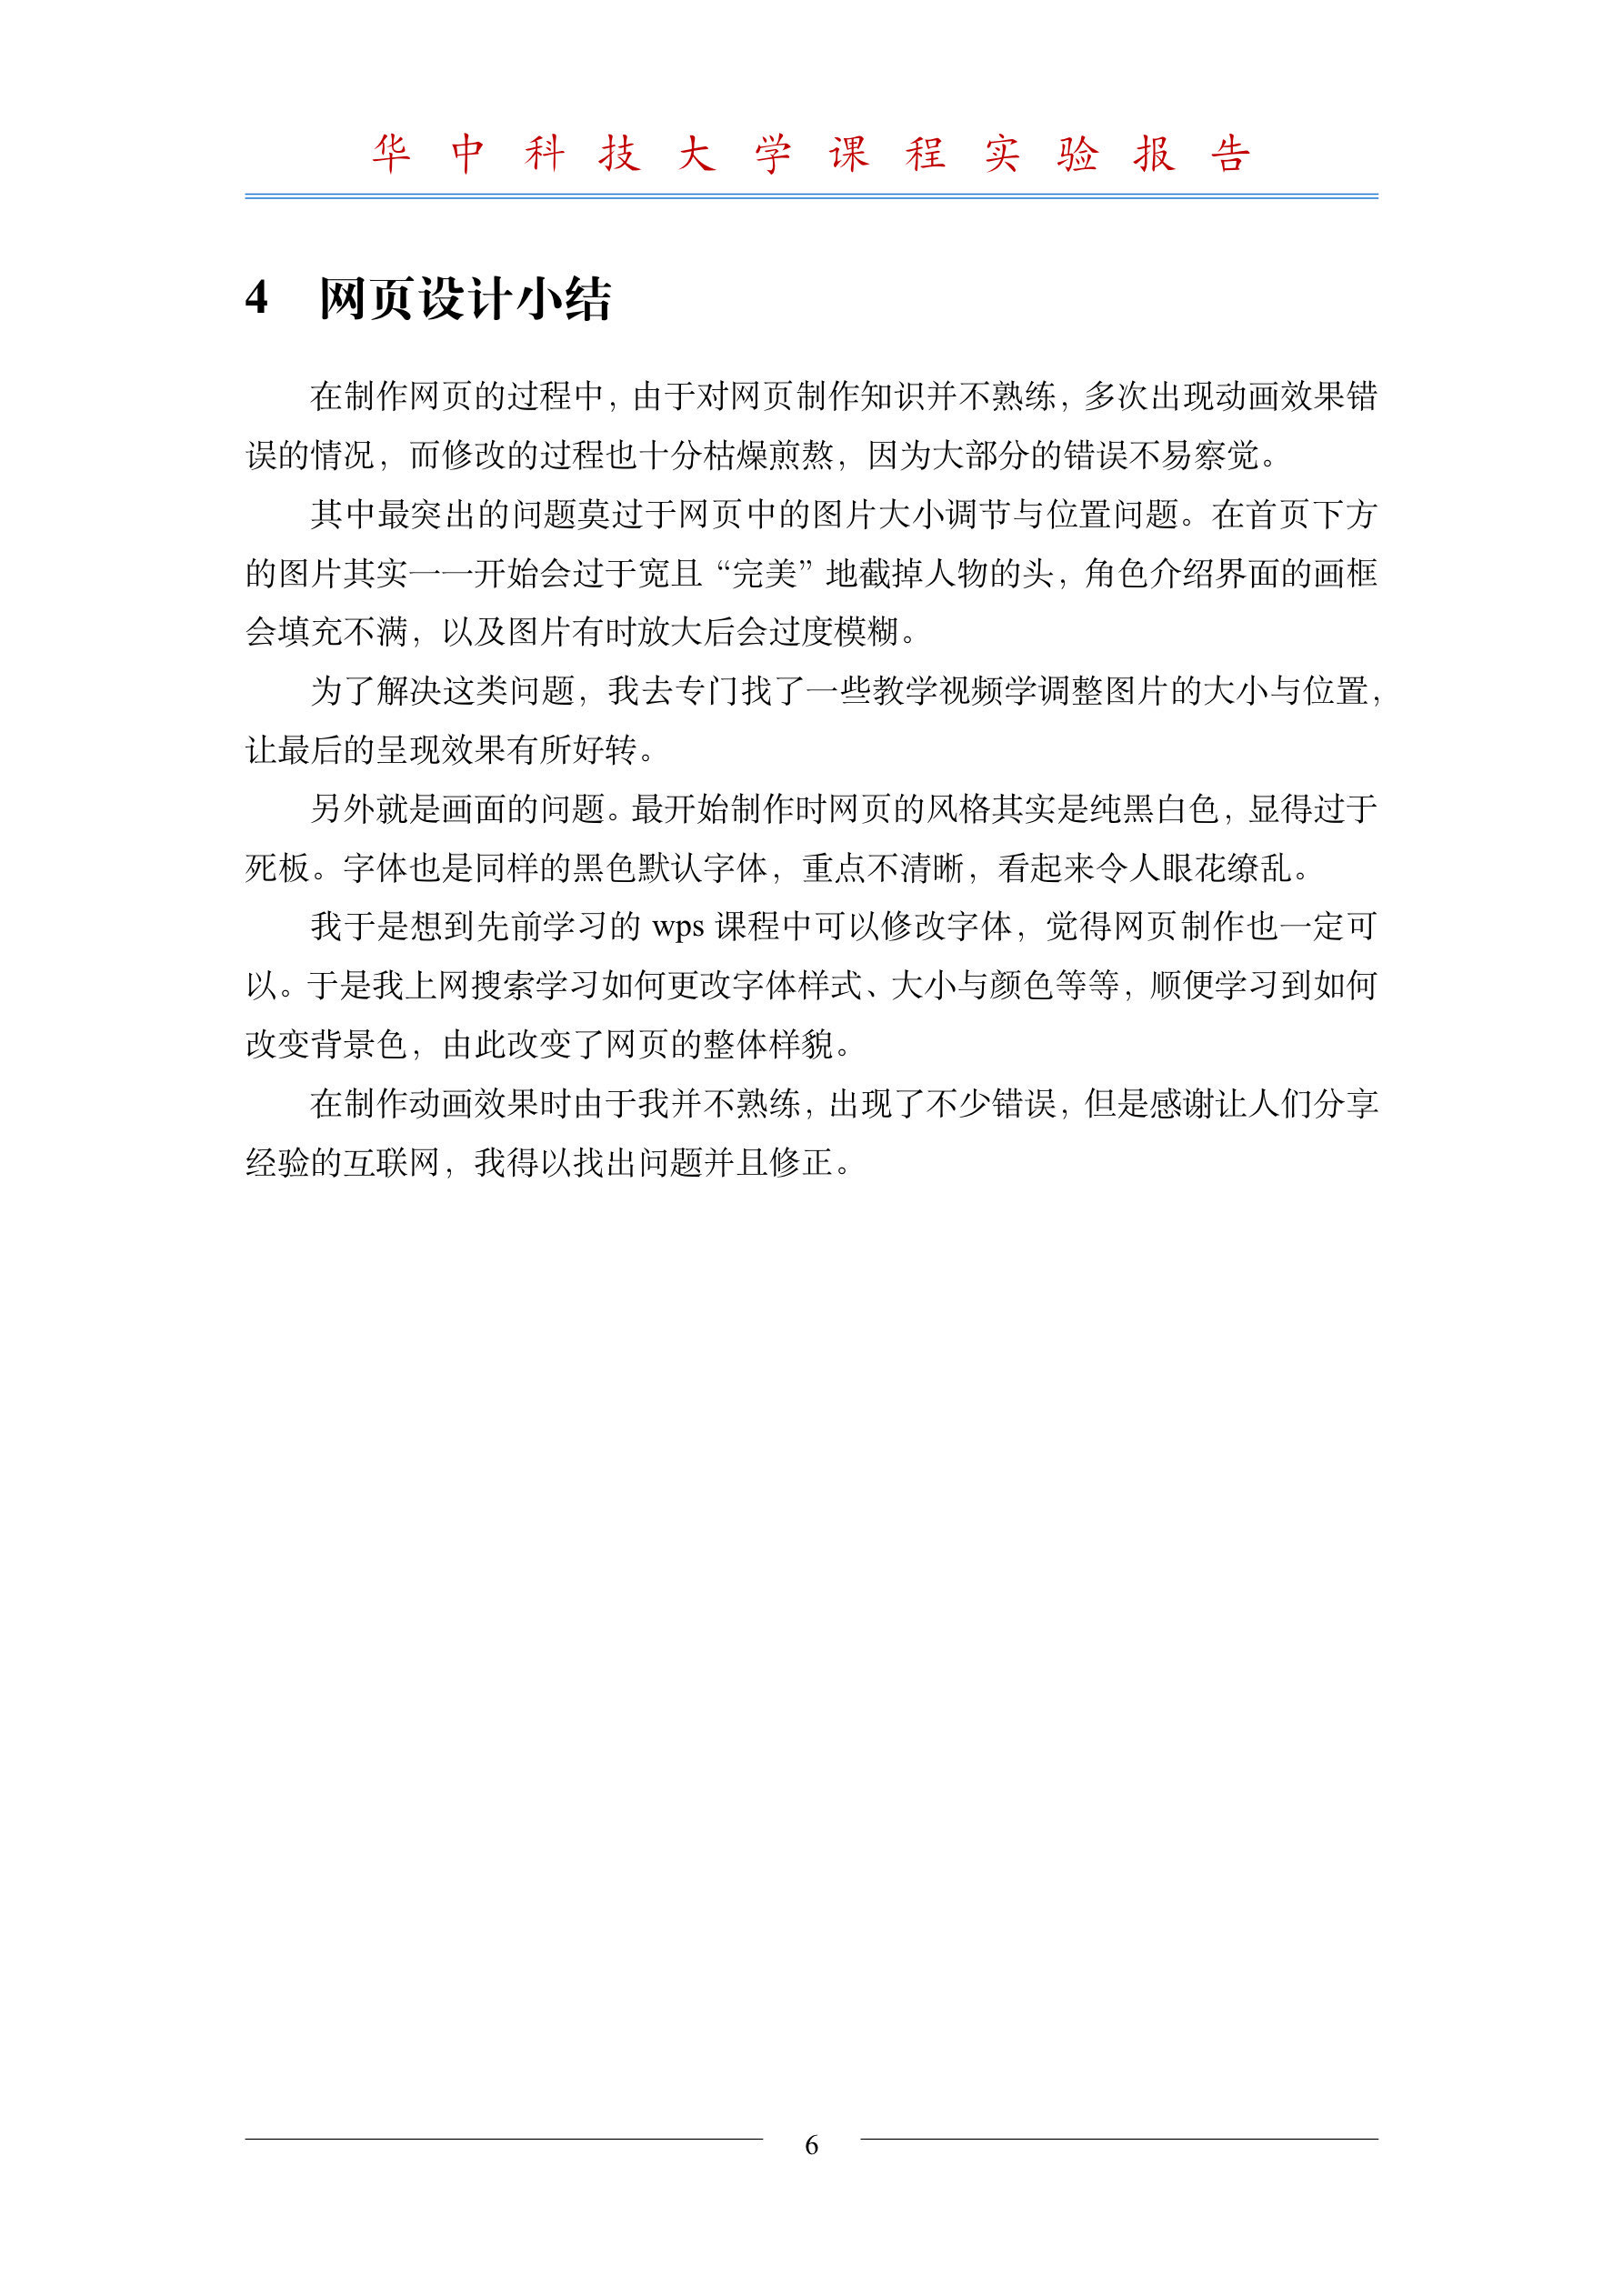 华中科技大学课程实验报告
4 网页设计小结
在制作网页的过程中，由于对网页制作知识并不熟练，多次出现动画效果错
误的情况，而修改的过程也十分枯燥煎熬，因为大部分的错误不易察觉。
其中最突出的问题莫过于网页中的图片大小调节与位置问题。在首页下方
的图片其实一一开始会过于宽且“完美”地截掉人物的头，角色介绍界面的画框
会填充不满，以及图片有时放大后会过度模糊。
为了解决这类问题，我去专门找了一些教学视频学调整图片的大小与位置，
让最后的呈现效果有所好转。
另外就是画面的问题。最开始制作时网页的风格其实是纯黑白色，显得过于
死板。字体也是同样的黑色默认字体，重点不清晰，看起来令人眼花缭乱。
我于是想到先前学习的 wps 课程中可以修改字体，觉得网页制作也一定可
以。于是我上网搜索学习如何更改字体样式、大小与颜色等等，顺便学习到如何
改变背景色，由此改变了网页的整体样貌。
在制作动画效果时由于我并不熟练，出现了不少错误，但是感谢让人们分享
经验的互联网，我得以找出问题并且修正。
6